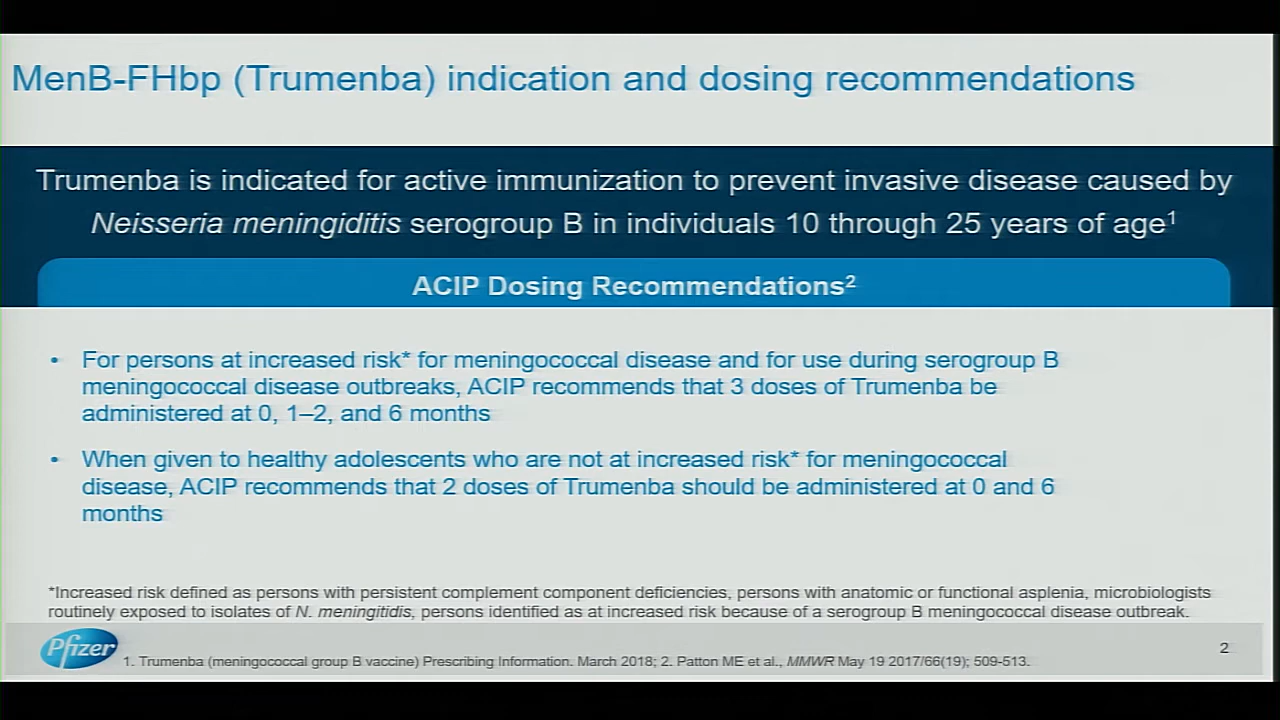 MenB-FHbp (Trumenba) indication and dosing recommendations
Trumenba is indicated for active immunization to prevent invasive disease caused by
Neisseria meningiditis serogroup B in individuals 10 through 25 years of age¹
ACIP Dosing Recommendations²
• For persons at increased risk* for meningococcal disease and for use during serogroup B
meningococcal disease outbreaks, ACIP recommends that 3 doses of Trumenba be
administered at 0, 1–2, and 6 months
• When given to healthy adolescents who are not at increased risk* for meningococcal
disease, ACIP recommends that 2 doses of Trumenba should be administered at 0 and 6
months
*Increased risk defined as persons with persistent complement component deficiencies, persons with anatomic or functional asplenia, microbiologists
routinely exposed to isolates of N. meningitidis, persons identified as at increased risk because of a serogroup B meningococcal disease outbreak.
Pfizer
2
1. Trumenba (meningococcal group B vaccine) Prescribing Information. March 2018; 2. Patton ME et al., MMWR May 19 2017/66(19); 509-513.